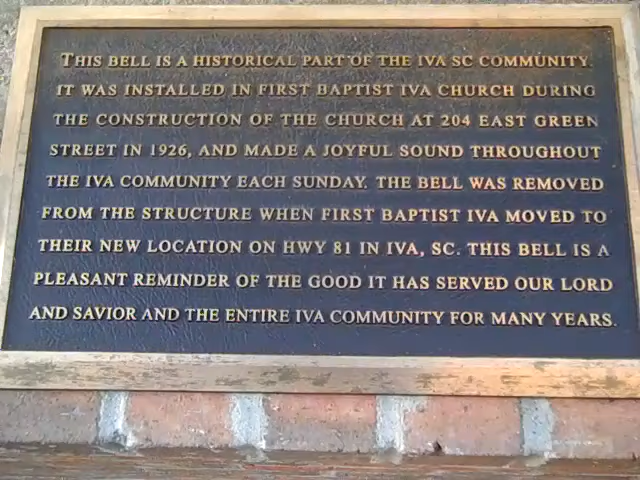 THIS BELL IS A HISTORICAL PART OF THE IVA SC COMMUNITY.
IT WAS INSTALLED IN FIRST BAPTIST IVA CHURCH DURING
THE CONSTRUCTION OF THE CHURCH AT 204 EAST GREEN
STREET IN 1926, AND MADE A JOYFUL SOUND THROUGHOUT
THE IVA COMMUNITY EACH SUNDAY. THE BELL WAS REMOVED
FROM THE STRUCTURE WHEN FIRST BAPTIST IVA MOVED TO
THEIR NEW LOCATION ON HWY 81 IN IVA, SC. THIS BELL IS A
PLEASANT REMINDER OF THE GOOD IT HAS SERVED OUR LORD
AND SAVIOR AND THE ENTIRE IVA COMMUNITY FOR MANY YEARS.